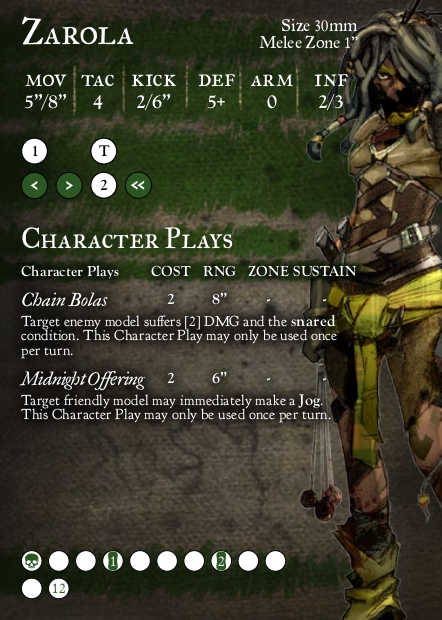 Zarola
Size 30mm
Melee Zone 1"
MOV TAC KICK DEF ARM INF
5"/8" 4 2/6" 5+ 0 2/3
1 T
< > 2 <<
Character Plays
Character Plays COST RNG ZONE SUSTAIN
Chain Bolas 2 8" - -
Target enemy model suffers [2] DMG and the snared
condition. This Character Play may only be used once
per turn.
Midnight Offering 2 6" - -
Target friendly model may immediately make a Jog.
This Character Play may only be used once per turn.
1 2
12